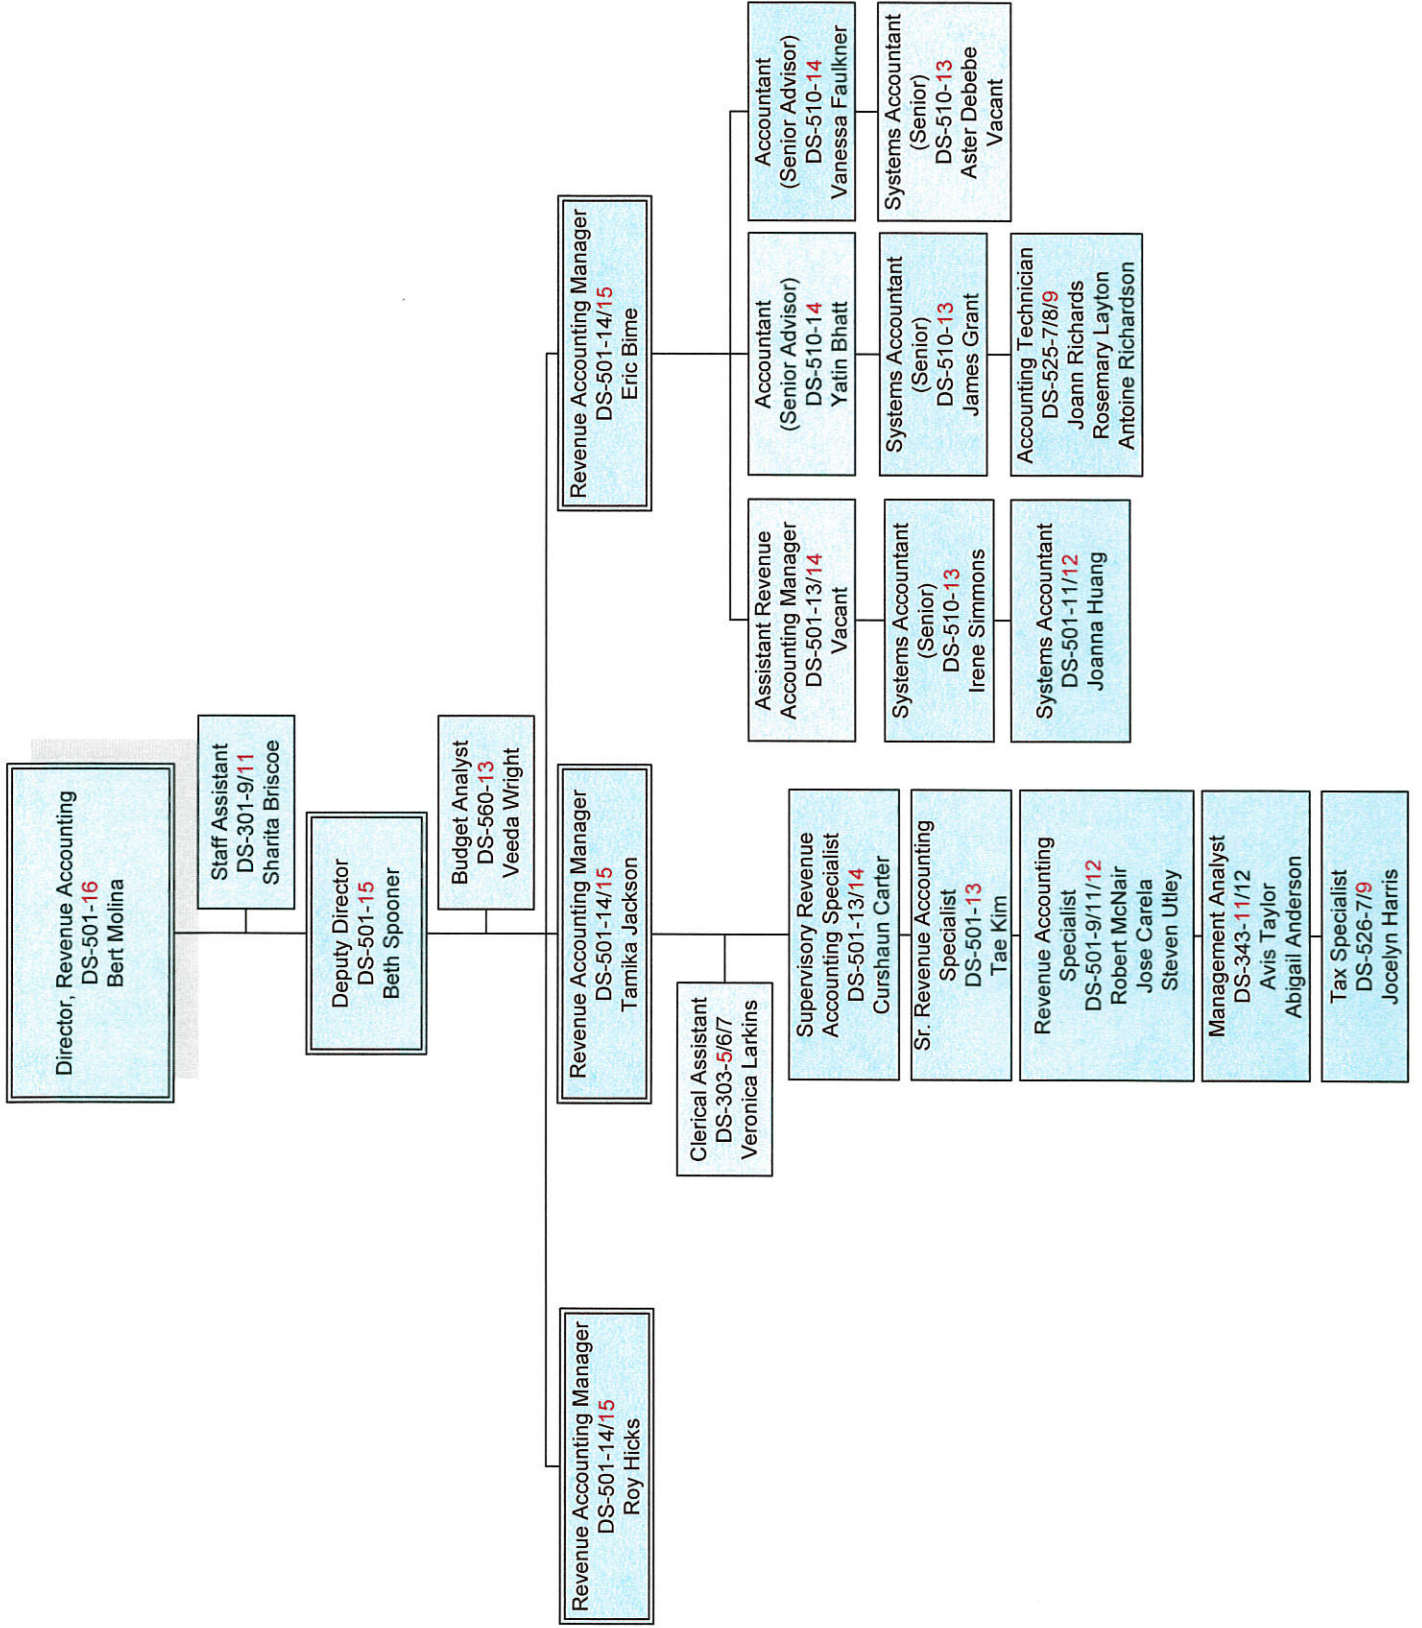 Director, Revenue Accounting
DS-501-16
Bert Molina
Staff Assistant
DS-301-9/11
Sharita Briscoe
Deputy Director
DS-501-15
Beth Spooner
Budget Analyst
DS-560-13
Veeda Wright
Revenue Accounting Manager
DS-501-14/15
Roy Hicks
Revenue Accounting Manager
DS-501-14/15
Tamika Jackson
Revenue Accounting Manager
DS-501-14/15
Eric Bime
Clerical Assistant
DS-303-5/6/7
Veronica Larkins
Supervisory Revenue
Accounting Specialist
DS-501-13/14
Curshaun Carter
Sr. Revenue Accounting
Specialist
DS-501-13
Tae Kim
Revenue Accounting
Specialist
DS-501-9/11/12
Robert McNair
Jose Carela
Steven Utley
Management Analyst
DS-343-11/12
Avis Taylor
Abigail Anderson
Tax Specialist
DS-526-7/9
Jocelyn Harris
Assistant Revenue
Accounting Manager
DS-501-13/14
Vacant
Systems Accountant
(Senior)
DS-510-13
Irene Simmons
Systems Accountant
DS-501-11/12
Joanna Huang
Accountant
(Senior Advisor)
DS-510-14
Yatin Bhatt
Systems Accountant
(Senior)
DS-510-13
James Grant
Accounting Technician
DS-525-7/8/9
Joann Richards
Rosemary Layton
Antoine Richardson
Accountant
(Senior Advisor)
DS-510-14
Vanessa Faulkner
Systems Accountant
(Senior)
DS-510-13
Aster Debebe
Vacant